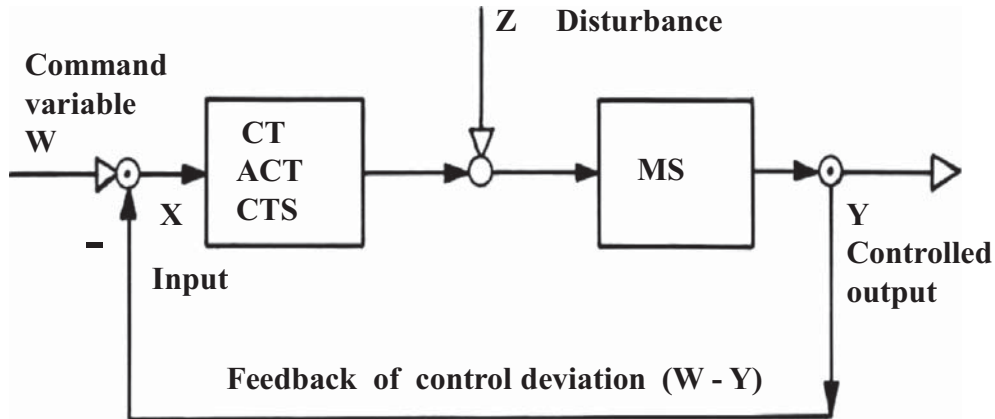 Z Disturbance
Command
variable
W
CT
ACT
CTS
MS
X
-
Input
Y
Controlled
output
Feedback of control deviation (W - Y)